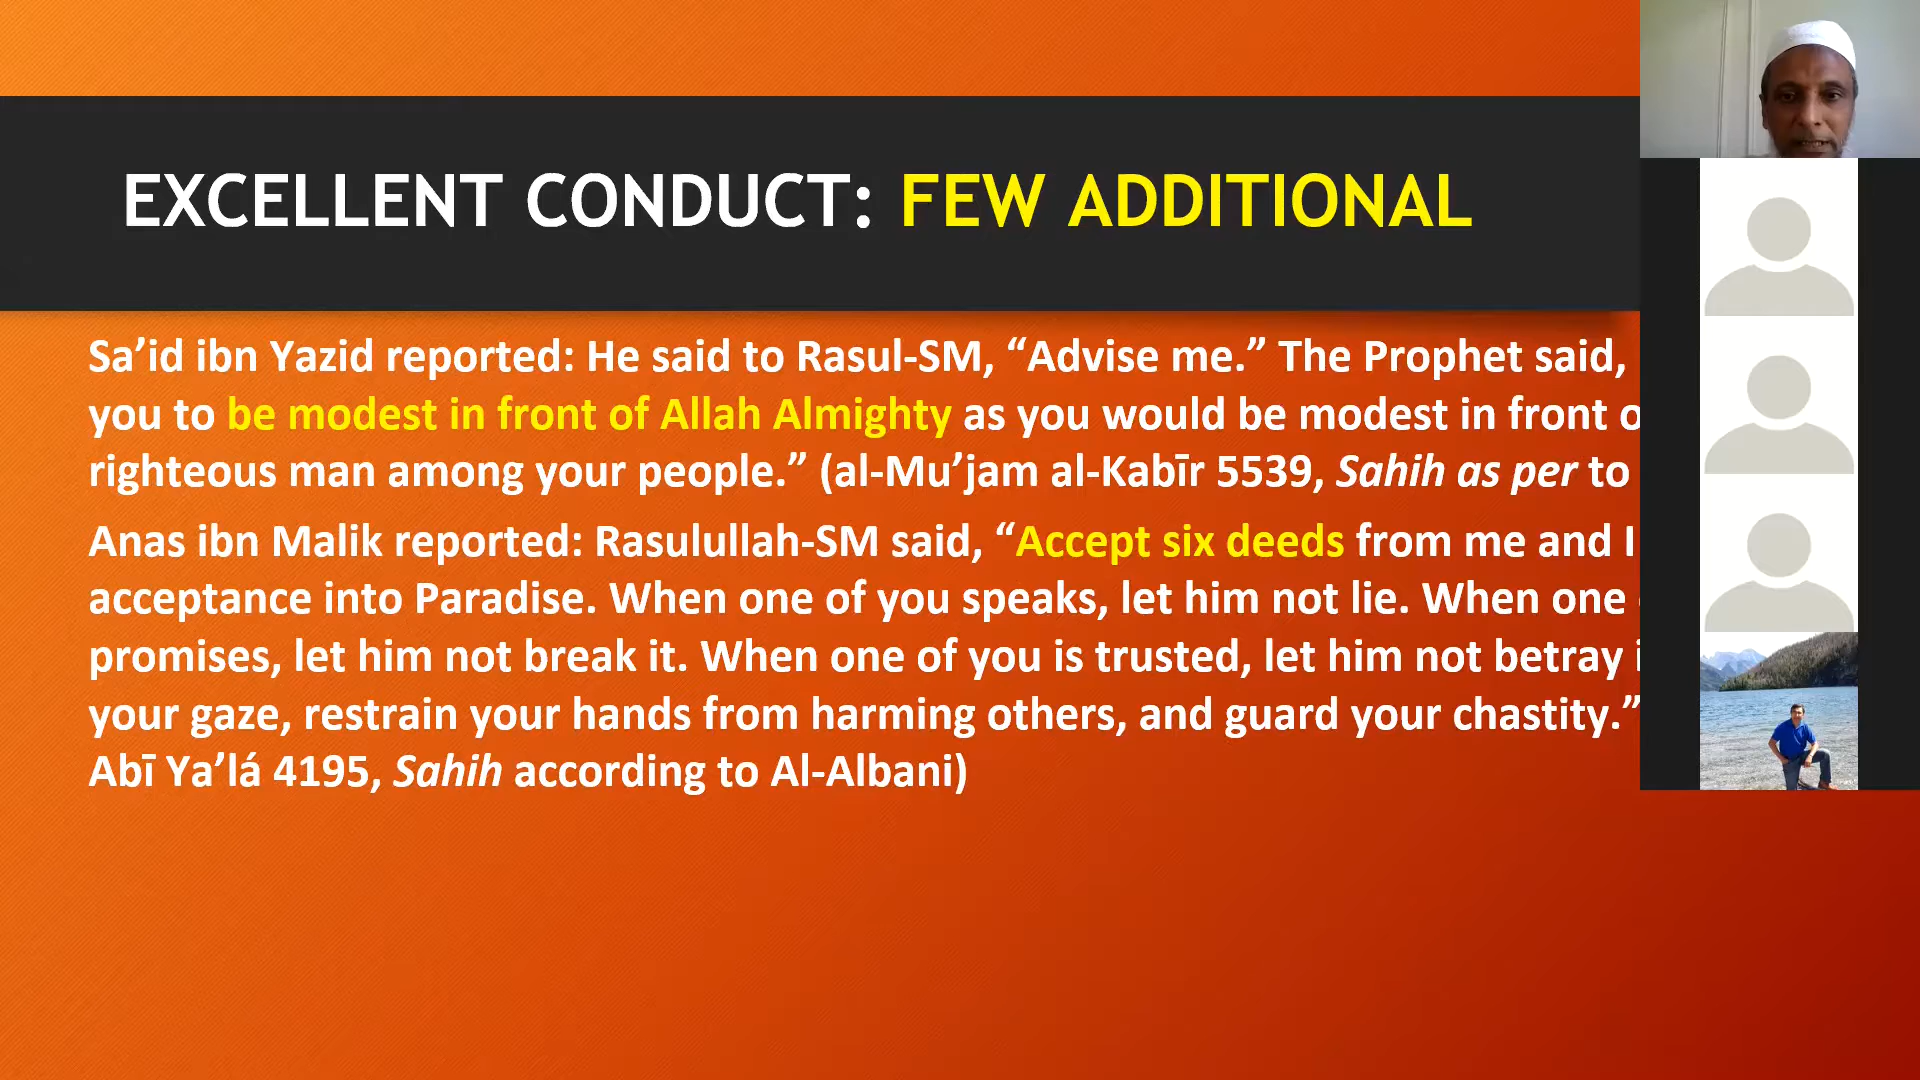 EXCELLENT CONDUCT: FEW ADDITIONAL
Sa’id ibn Yazid reported: He said to Rasul-SM, “Advise me.” The Prophet said,
you to be modest in front of Allah Almighty as you would be modest in front
righteous man among your people.” (al-Mu’jam al-Kabīr 5539, Sahih as per to
Anas ibn Malik reported: Rasulullah-SM said, “Accept six deeds from me and I
acceptance into Paradise. When one of you speaks, let him not lie. When one
promises, let him not break it. When one of you is trusted, let him not betray
your gaze, restrain your hands from harming others, and guard your chastity.”
Abī Ya’lá 4195, Sahih according to Al-Albani)